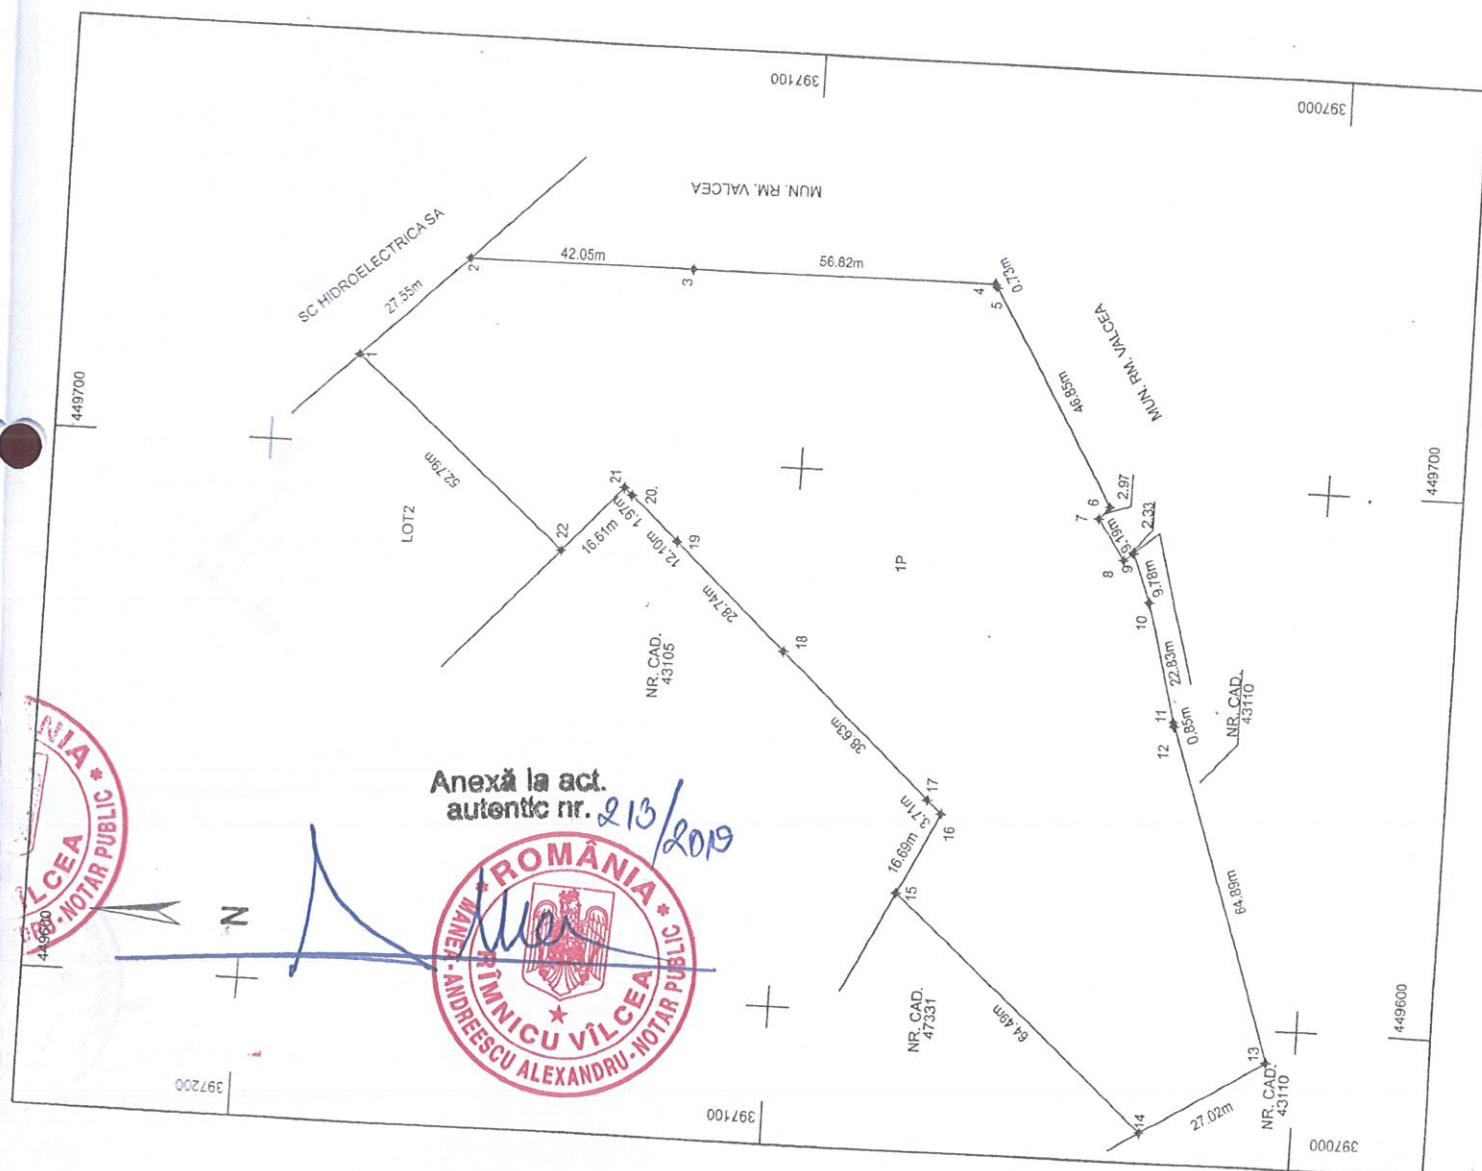 397100
397000
SC HIDROELECTRICA SA
MUN. RM. VALCEA
27.55m
2
42.05m
3
56.82m
4
5
0.73m
1
449700
MUN. RM. VALCEA
46.85m
52.79m
LOT2
22
16.61m
21
1.97m
20.
12.10m
19
28.74m
18
1P
7
6
2.97
9.19m
2.33
8
9
9.78m
10
449700
22.83m
11
0.85m
12
NR. CAD.
43105
NR. CAD.
43110
38.63m
17
3.71m
16
16.69m
15
Anexă la act.
autentic nr. 213/2019
* ROMÂNIA *
MANEA - ANDREESCU ALEXANDRU - NOTAR PUBLIC
RÎMNICU VÎLCEA
NIA *
LCEA
RU-NOTAR PUBLIC
449600
N
NR. CAD.
47331
64.49m
64.89m
449600
13
NR. CAD.
43110
14
27.02m
397200
397100
397000